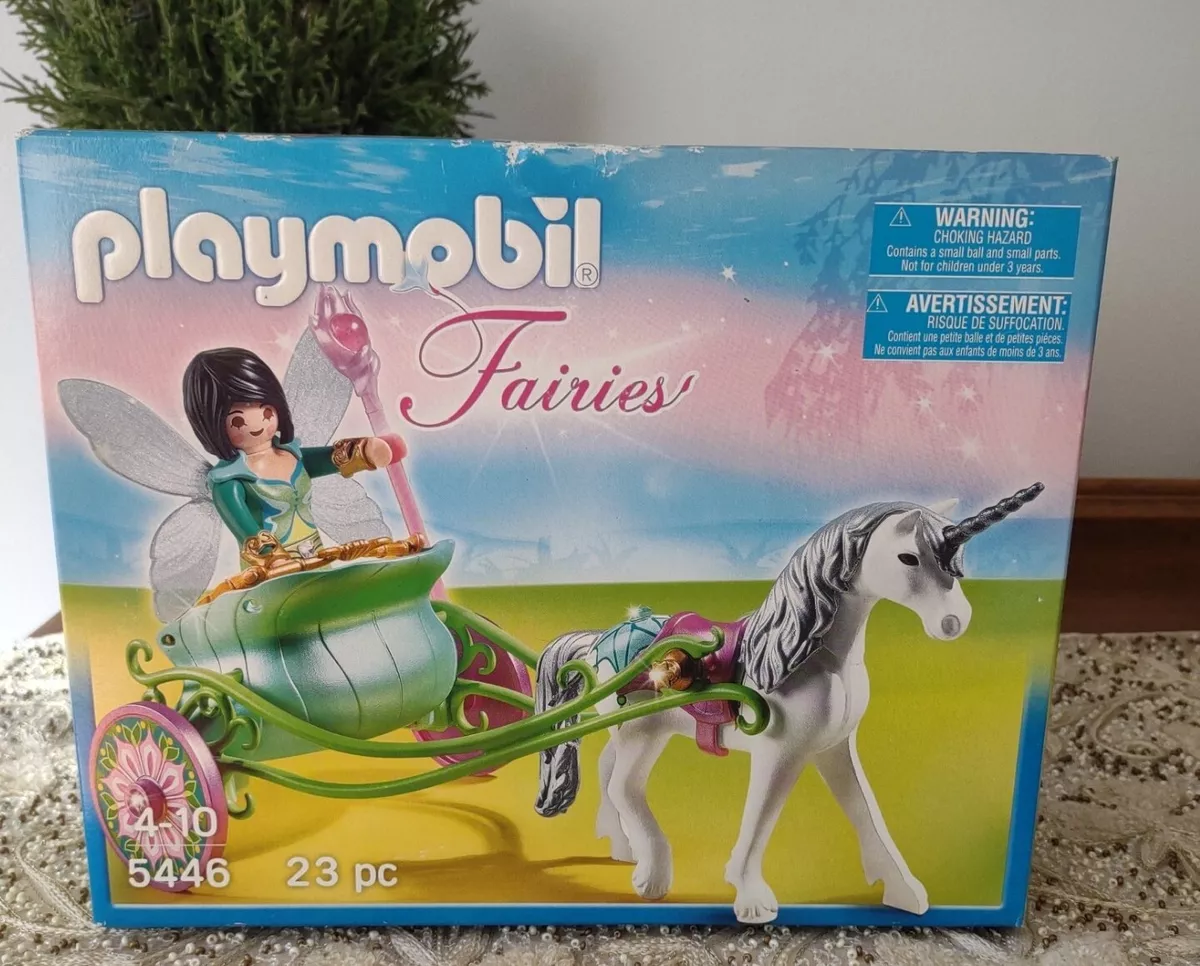 playmobil®
Fairies
WARNING:
CHOKING HAZARD
Contains a small ball and small parts.
Not for children under 3 years.
AVERTISSEMENT:
RISQUE DE SUFFOCATION.
Contient une petite balle et de petites pièces.
Ne convient pas aux enfants de moins de 3 ans.
4-10
5446 23 pc